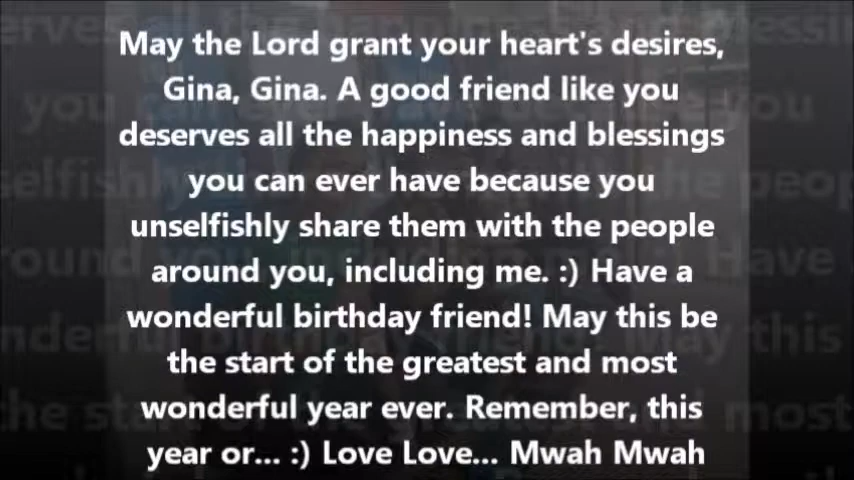 May the Lord grant your heart's desires,
Gina, Gina. A good friend like you
deserves all the happiness and blessings
you can ever have because you
unselfishly share them with the people
around you, including me. :) Have a
wonderful birthday friend! May this be
the start of the greatest and most
wonderful year ever. Remember, this
year or... :) Love Love... Mwah Mwah